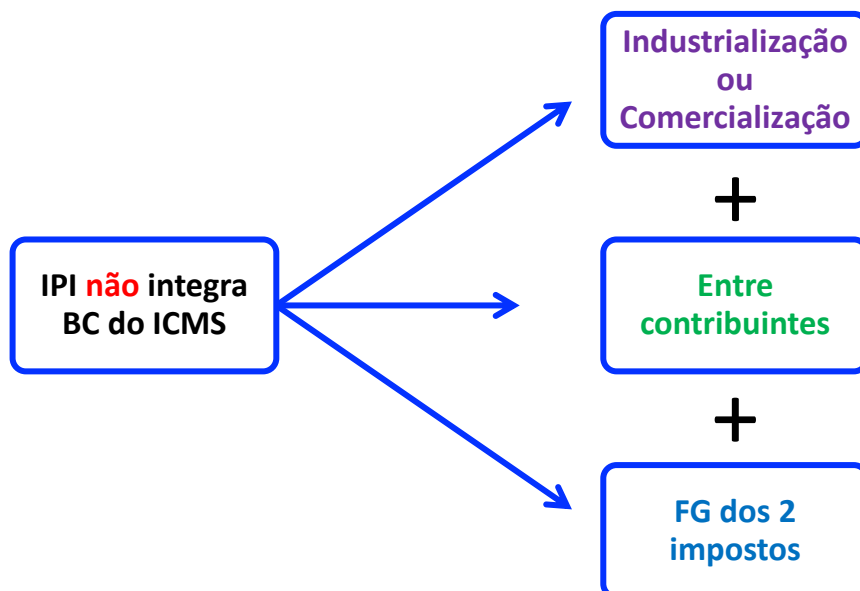 Industrialização
ou
Comercialização
+
IPI não integra
BC do ICMS
Entre
contribuintes
+
FG dos 2
impostos